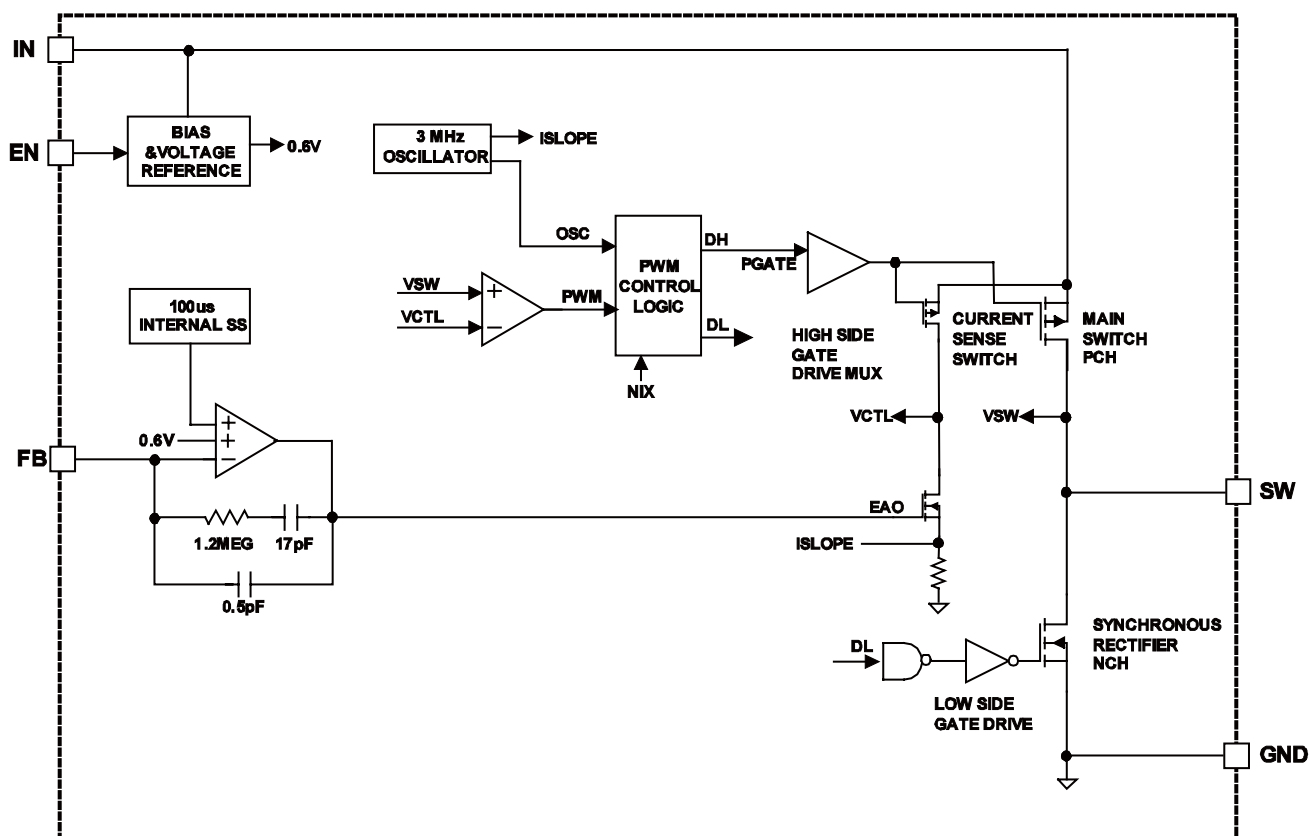 IN
EN
BIAS
&VOLTAGE
REFERENCE
0.6V
3 MHz
OSCILLATOR
ISLOPE
OSC
VSW
VCTL
+
−
PWM
PWM
CONTROL
LOGIC
DH
DL
NIX
PGATE
HIGH SIDE
GATE
DRIVE MUX
CURRENT
SENSE
SWITCH
MAIN
SWITCH
PCH
100us
INTERNAL SS
0.6V
+
+
−
FB
1.2MEG
17pF
0.5pF
VCTL
VSW
EAO
ISLOPE
SW
DL
LOW SIDE
GATE DRIVE
SYNCHRONOUS
RECTIFIER
NCH
GND